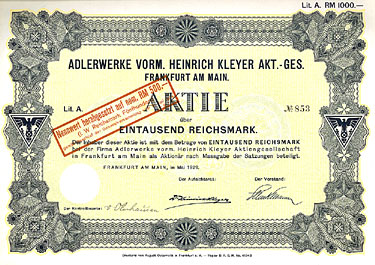 Lit. A. RM 1000.—
ADLERWERKE VORM. HEINRICH KLEYER AKT.-GES.
FRANKFURT AM MAIN.
Lit. A.
AKTIE
№ 853
Nennwert herabgesetzt auf nom. RM 500.—
über
EINTAUSEND REICHSMARK.
Der Inhaber dieser Aktie ist mit dem Betrage von EINTAUSEND REICHSMARK
bei der Firma Adlerwerke vorm. Heinrich Kleyer Aktiengesellschaft
in Frankfurt am Main als Aktionär nach Massgabe der Satzungen beteiligt.
FRANKFURT AM MAIN, im Mai
Der Aufsichtsrat: Der Vorstand:
Der Kontrollbeamte: